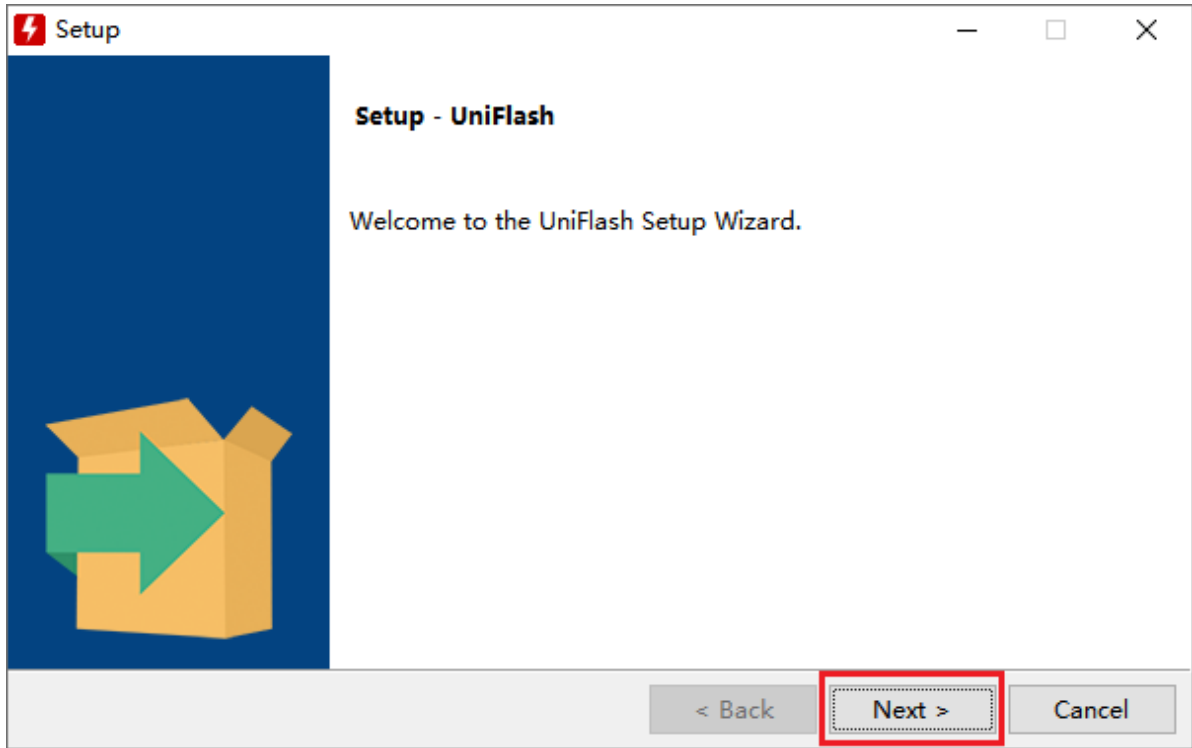 Setup
Setup - UniFlash
Welcome to the UniFlash Setup Wizard.
< Back
Next >
Cancel